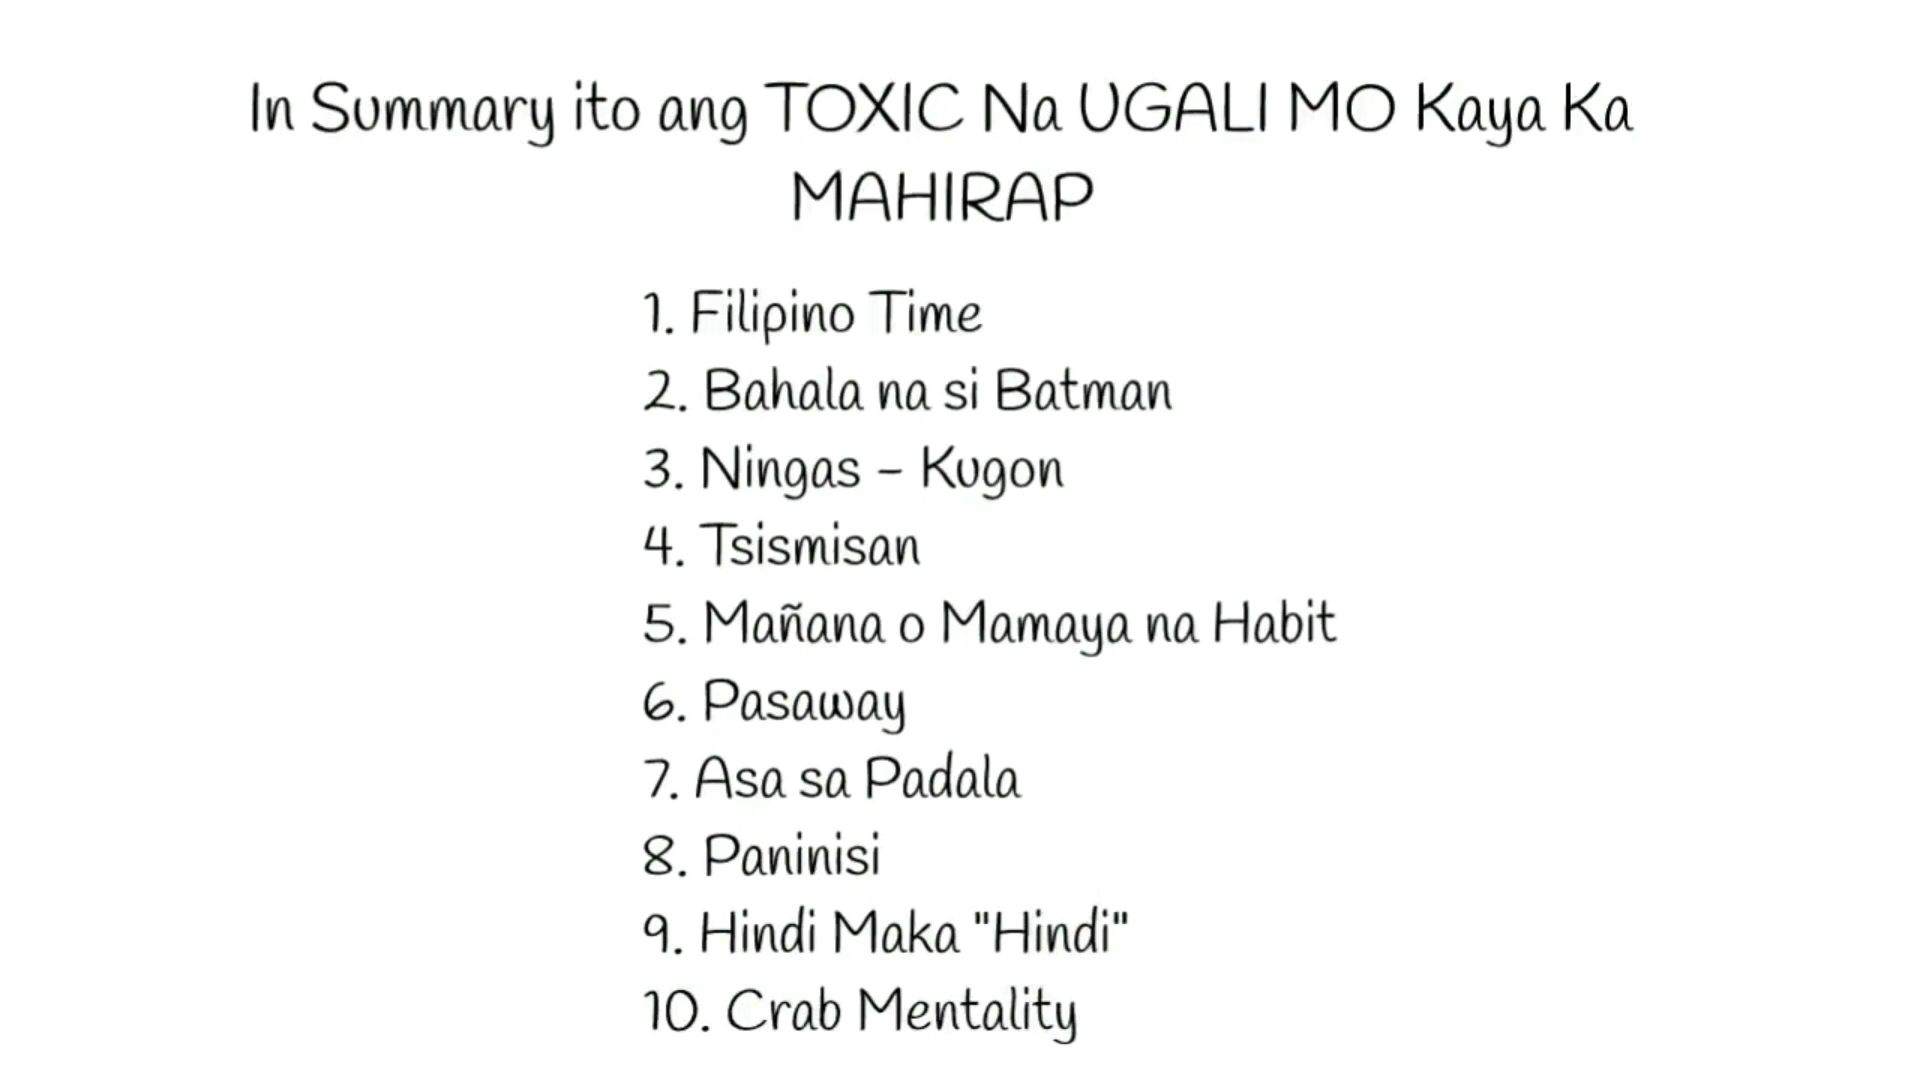 In Summary ito ang TOXIC Na UGALI MO Kaya Ka
MAHIRAP
1. Filipino Time
2. Bahala na si Batman
3. Ningas – Kugon
4. Tsismisan
5. Mañana o Mamaya na Habit
6. Pasaway
7. Asa sa Padala
8. Paninisi
9. Hindi Maka "Hindi"
10. Crab Mentality